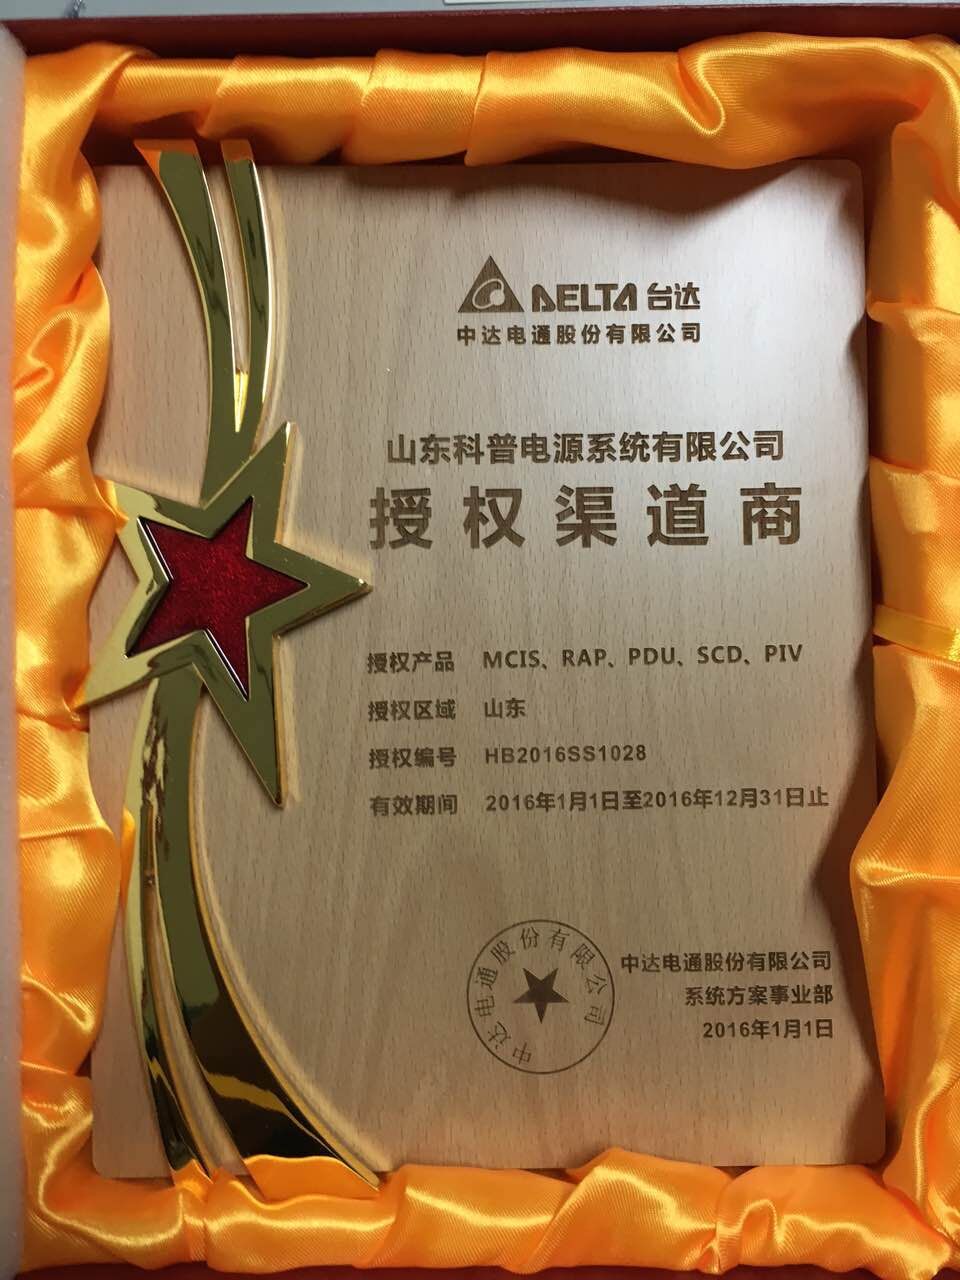 DELTA 台达
中达电通股份有限公司
山东科普电源系统有限公司
授权渠道商
授权产品 MCIS、RAP、PDU、SCD、PIV
授权区域 山东
授权编号 HB2016SS1028
有效期间 2016年1月1日至2016年12月31日止
中达电通股份有限公司
中达电通股份有限公司
系统方案事业部
2016年1月1日